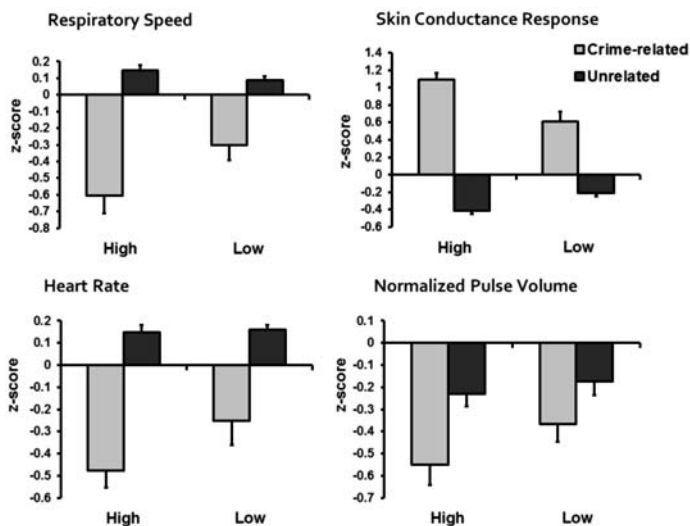 Respiratory Speed
z-score
0.2
0.1
0
-0.1
-0.2
-0.3
-0.4
-0.5
-0.6
-0.7
-0.8
High Low
Skin Conductance Response
z-score
1.4
1.2
1
0.8
0.6
0.4
0.2
0
-0.2
-0.4
-0.6
High Low
Crime-related
Unrelated
Heart Rate
z-score
0.2
0.1
0
-0.1
-0.2
-0.3
-0.4
-0.5
-0.6
High Low
Normalized Pulse Volume
z-score
0.1
0
-0.1
-0.2
-0.3
-0.4
-0.5
-0.6
-0.7
High Low